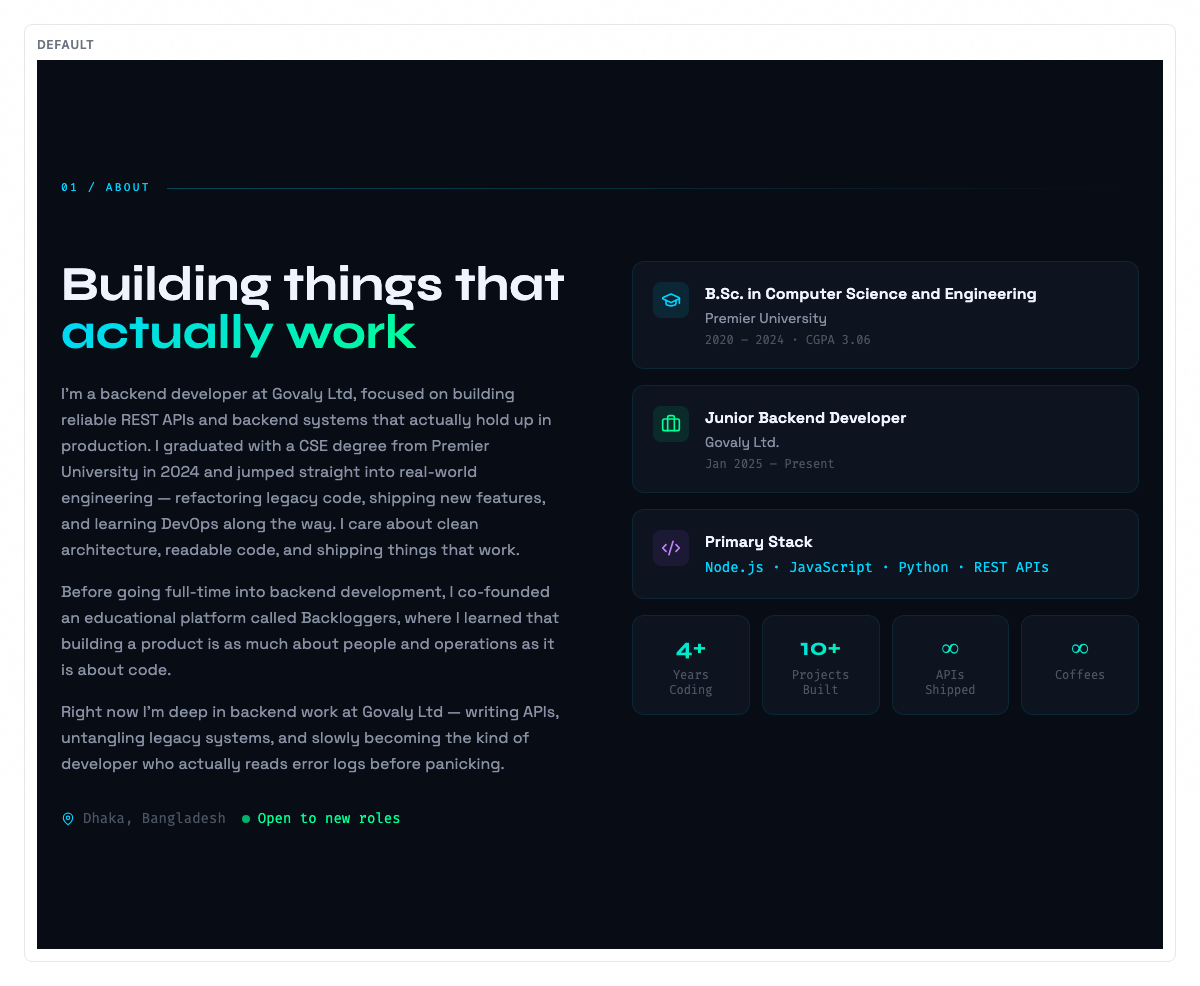 DEFAULT
01 / ABOUT
Building things that
actually work
I'm a backend developer at Govaly Ltd, focused on building
reliable REST APIs and backend systems that actually hold up in
production. I graduated with a CSE degree from Premier
University in 2024 and jumped straight into real-world
engineering — refactoring legacy code, shipping new features,
and learning DevOps along the way. I care about clean
architecture, readable code, and shipping things that work.
Before going full-time into backend development, I co-founded
an educational platform called Backloggers, where I learned that
building a product is as much about people and operations as it
is about code.
Right now I'm deep in backend work at Govaly Ltd — writing APIs,
untangling legacy systems, and slowly becoming the kind of
developer who actually reads error logs before panicking.
Dhaka, Bangladesh
Open to new roles
B.Sc. in Computer Science and Engineering
Premier University
2020 — 2024 · CGPA 3.06
Junior Backend Developer
Govaly Ltd.
Jan 2025 — Present
Primary Stack
Node.js · JavaScript · Python · REST APIs
4+
Years
Coding
10+
Projects
Built
∞
APIs
Shipped
∞
Coffees